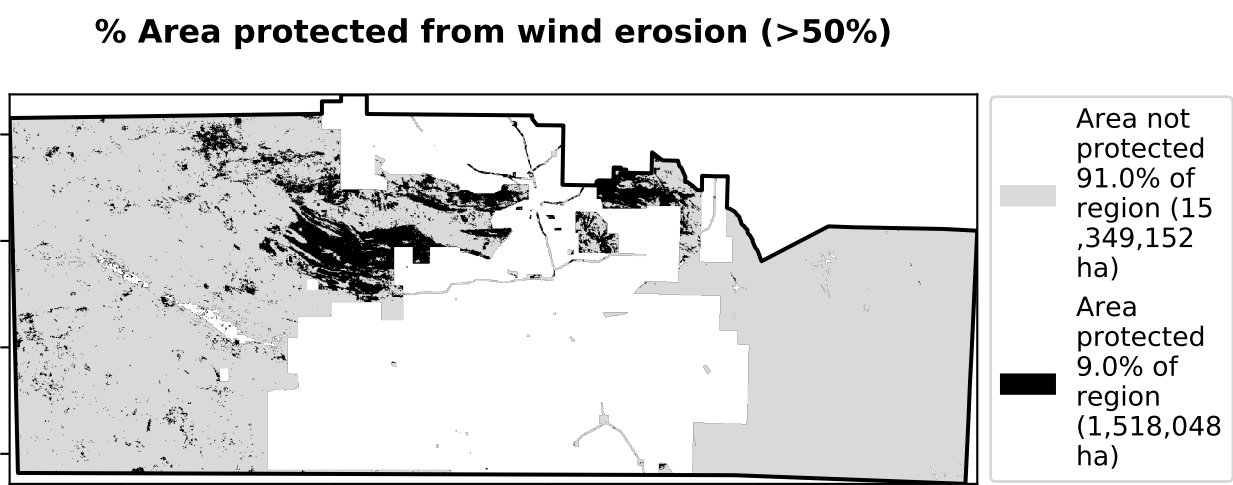 % Area protected from wind erosion (>50%)
Area not
protected
91.0% of
region (15
,349,152
ha)
Area
protected
9.0% of
region
(1,518,048
ha)